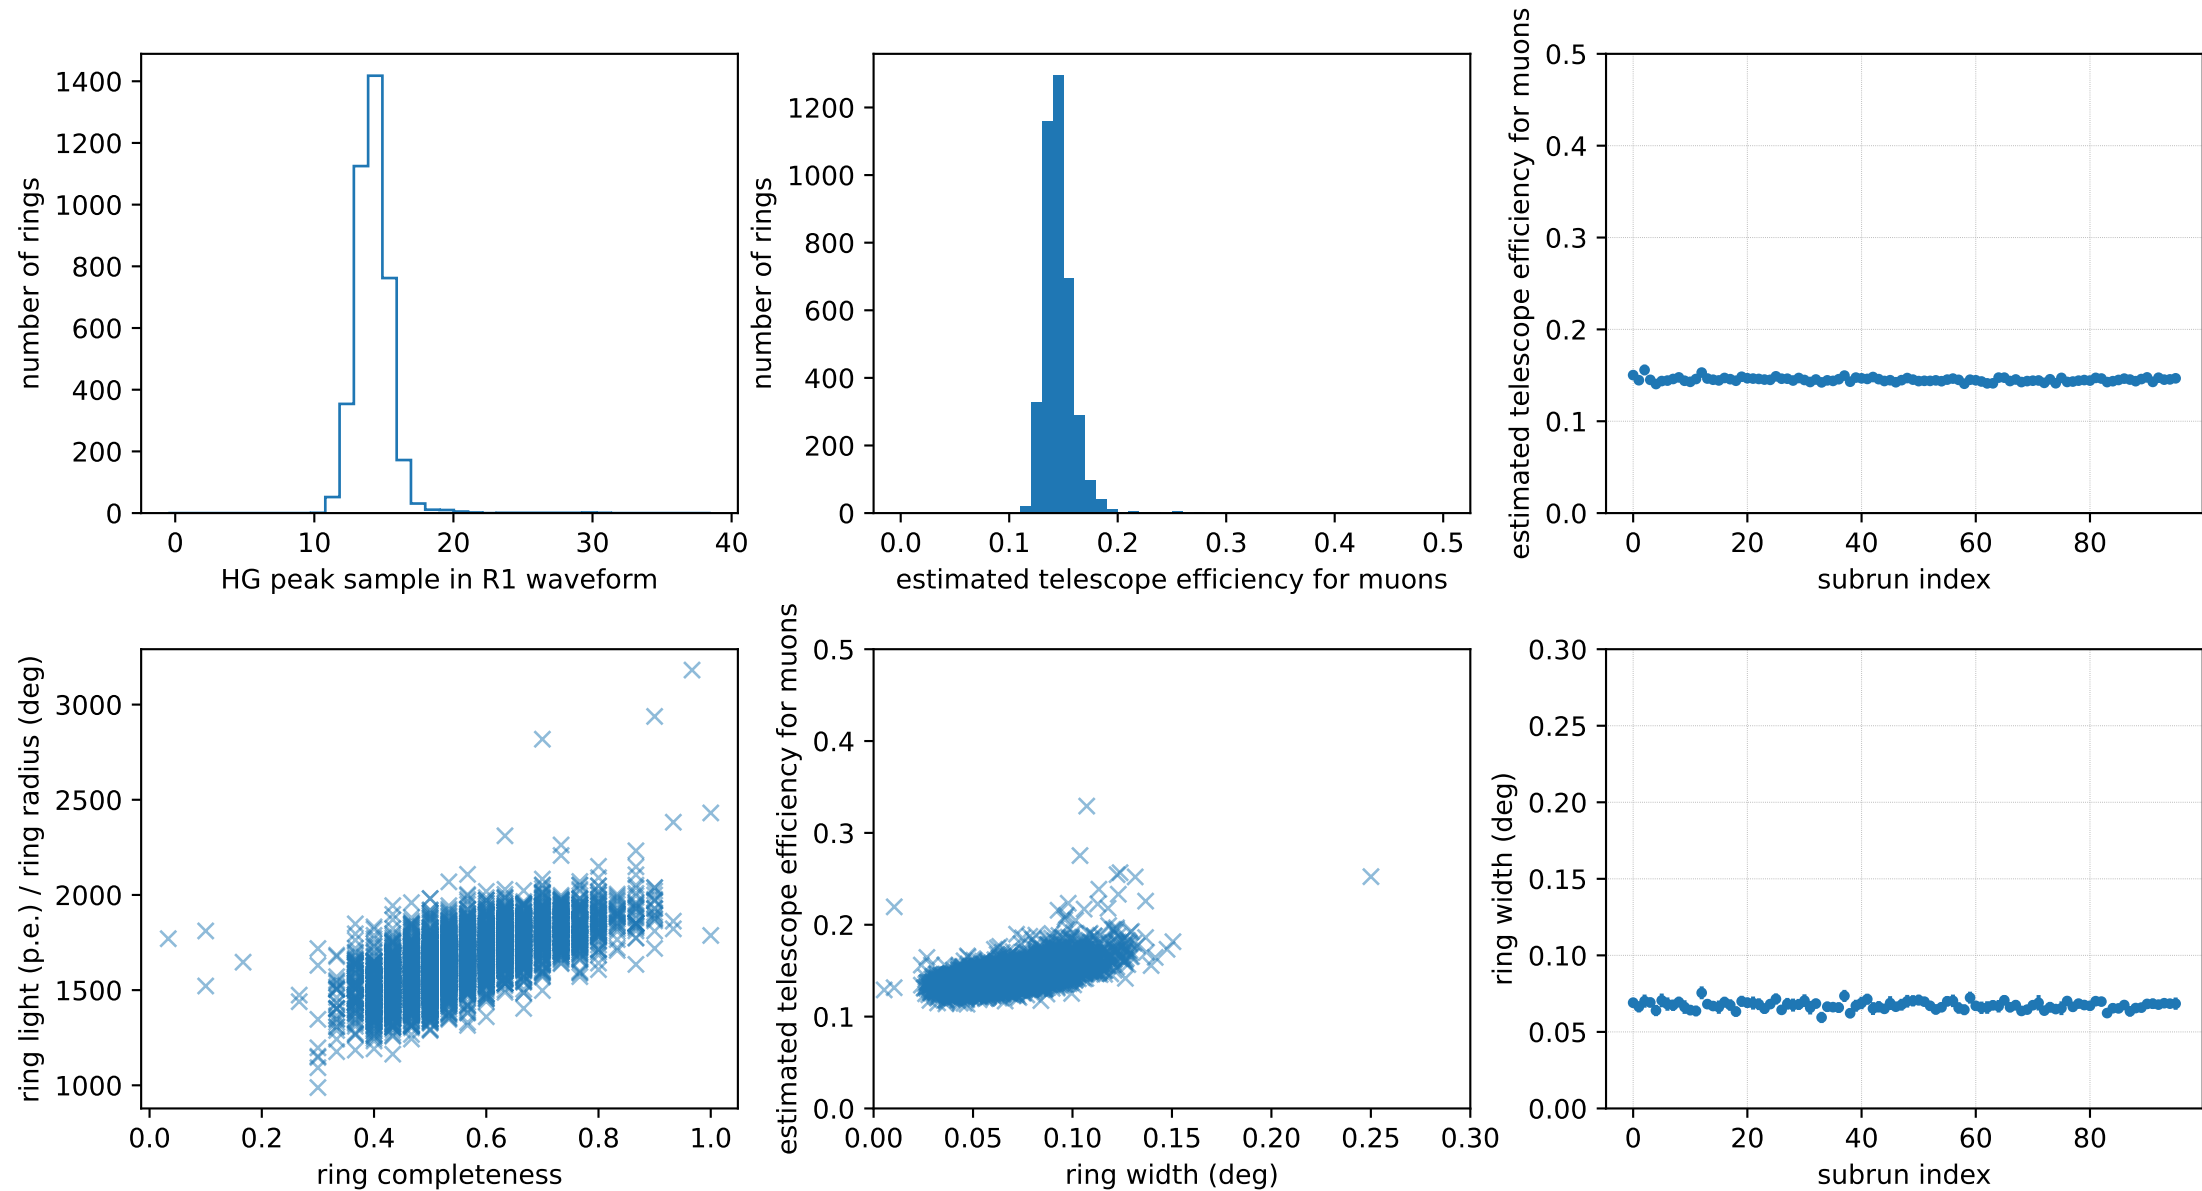 1400
1200
1000
800
600
400
200
0
number of rings
0 10 20 30 40
HG peak sample in R1 waveform
1200
1000
800
600
400
200
0
number of rings
0.0 0.1 0.2 0.3 0.4 0.5
estimated telescope efficiency for muons
0.5
0.4
0.3
0.2
0.1
0.0
estimated telescope efficiency for muons
0 20 40 60 80
subrun index
3000
2500
2000
1500
1000
ring light (p.e.) / ring radius (deg)
0.0 0.2 0.4 0.6 0.8 1.0
ring completeness
0.5
0.4
0.3
0.2
0.1
0.0
estimated telescope efficiency for muons
0.00 0.05 0.10 0.15 0.20 0.25 0.30
ring width (deg)
0.30
0.25
0.20
0.15
0.10
0.05
0.00
ring width (deg)
0 20 40 60 80
subrun index